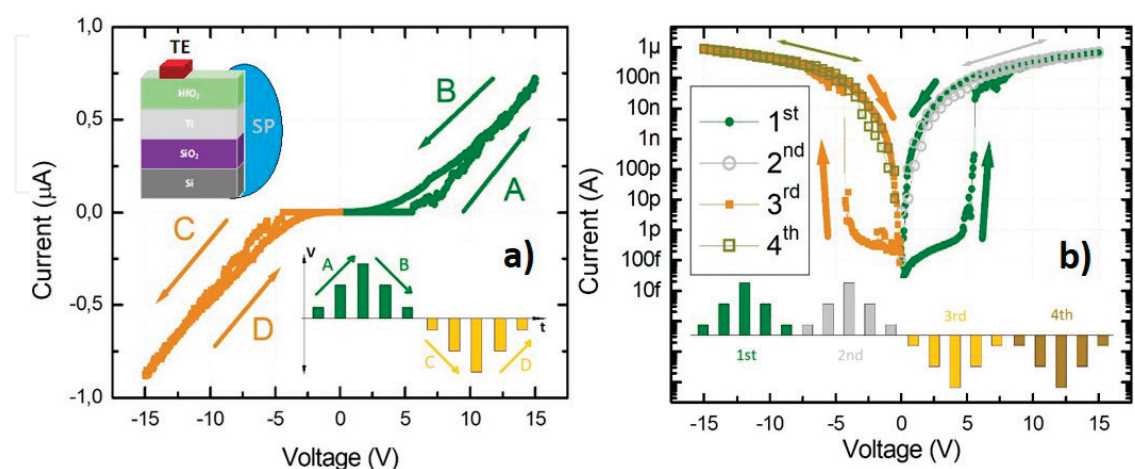 1,0
0,5
0,0
-0,5
-1,0
Current (µA)
-15
-10
-5
0
5
10
15
Voltage (V)
TE
HfO₂
Ti
SiO₂
Si
SP
B
A
C
D
a)
V
A
B
t
C
D
1µ
100n
10n
1n
100p
10p
1p
100f
10f
Current (A)
-15
-10
-5
0
5
10
15
Voltage (V)
1st
2nd
3rd
4th
b)
1st
2nd
3rd
4th